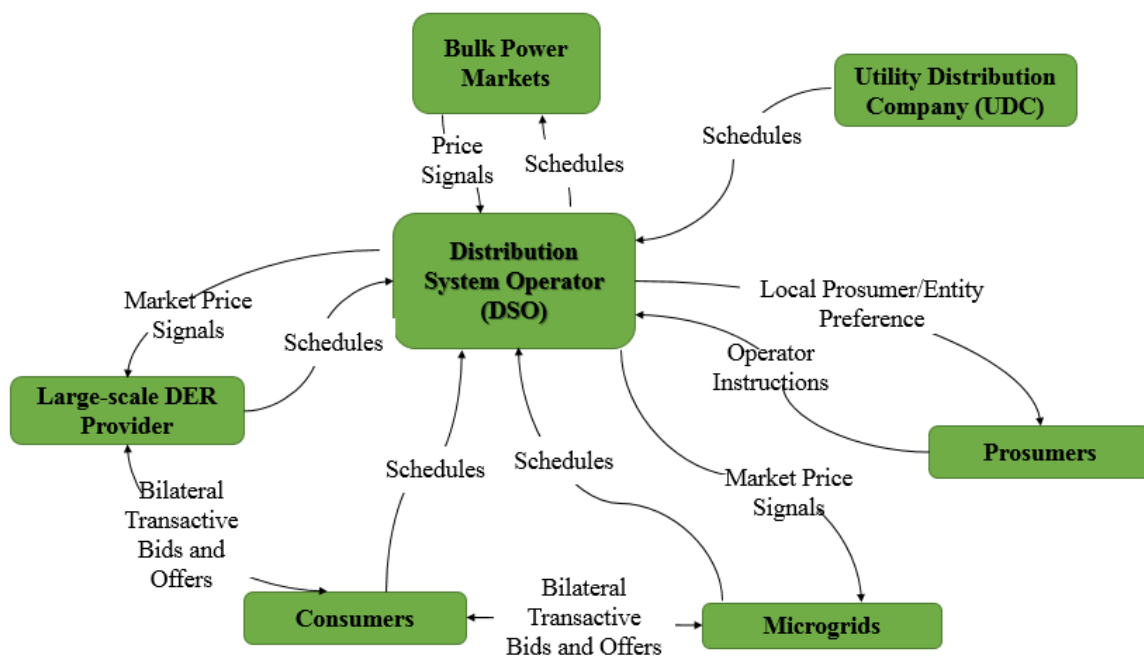 Bulk Power
Markets
Utility Distribution
Company (UDC)
Price
Signals
Schedules
Schedules
Distribution
System Operator
(DSO)
Market Price
Signals
Schedules
Local Prosumer/Entity
Preference
Operator
Instructions
Large-scale DER
Provider
Prosumers
Schedules
Schedules
Market Price
Signals
Bilateral
Transactive
Bids and
Offers
Consumers
Bilateral
Transactive
Bids and Offers
Microgrids